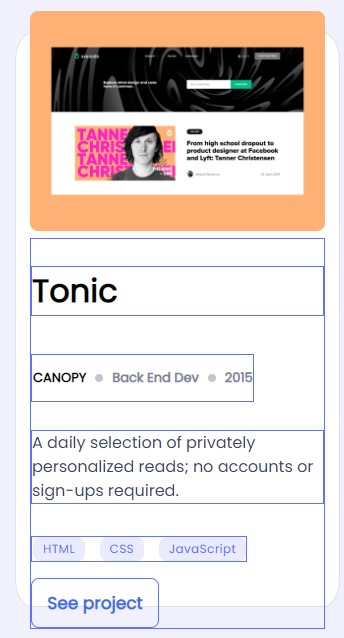 TANNE
CHRIS
TANNE
CHRIS
From high school dropout to
product designer at Facebook
and Lyft: Tanner Christensen
Tonic
CANOPY Back End Dev 2015
A daily selection of privately
personalized reads; no accounts or
sign-ups required.
HTML CSS JavaScript
See project